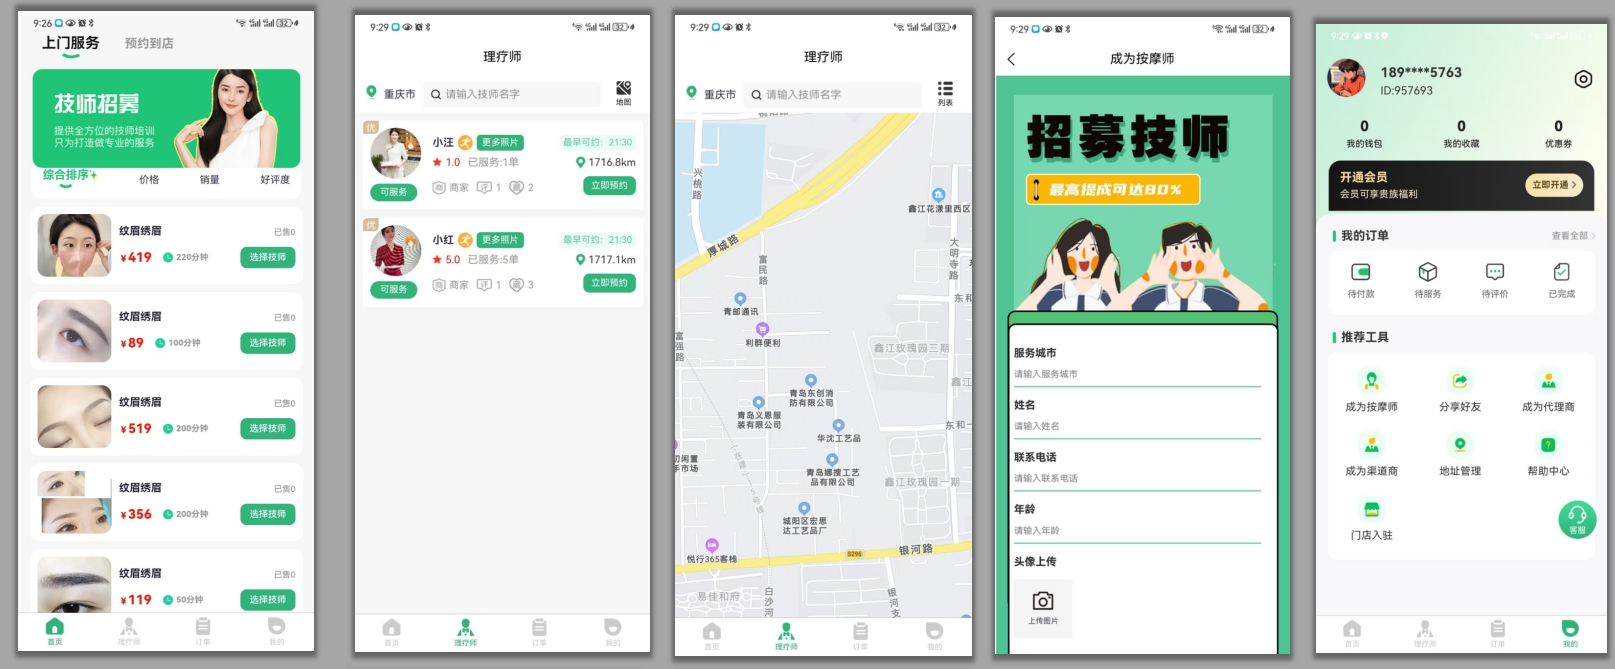 9:26
上门服务 预约到店
技师招募
提供全方位的技师培训
只为打造做专业的服务
综合排序 价格 销量 好评度
纹眉绣眉 已售0
¥419 220分钟 选择技师
纹眉绣眉 已售0
¥89 100分钟 选择技师
纹眉绣眉 已售0
¥519 200分钟 选择技师
纹眉绣眉 已售0
¥356 200分钟 选择技师
纹眉绣眉 已售0
¥119 50分钟 选择技师
首页 理疗师 订单 我的
9:29
理疗师
重庆市 请输入技师名字 地图
优
小汪 更多照片 最早可约：21:30
1.0 已服务:1单 1716.8km
可服务 商 商家 评 1 2 立即预约
优
小红 更多照片 最早可约：21:30
5.0 已服务:5单 1717.1km
可服务 商 商家 评 1 3 立即预约
首页 理疗师 订单 我的
9:29
理疗师
重庆市 请输入技师名字 列表
兴桃路
鑫江花漾里西区
厚城路
富民路
大明寺路
东和
青邮通讯
利群便利
富强路
鑫江玫瑰园三期
鑫江
青岛东创消
防有限公司
青岛义恩服
装有限公司
华沈工艺品
东和一
切闲置
手市场
青岛娜搜工艺
品有限公司
鑫江玫瑰园一期
城阳区宏思
达工艺品厂
悦行365客栈
S296
银河路
易佳和府
白沙河
银河支
首页 理疗师 订单 我的
9:29
成为按摩师
招募技师
最高提成可达80%
服务城市
请输入服务城市
姓名
请输入姓名
联系电话
请输入联系电话
年龄
请输入年龄
头像上传
上传图片
9:29
189****5763
ID:957693
0 0 0
我的钱包 我的收藏 优惠券
开通会员
会员可享贵族福利
立即开通
我的订单 查看全部
待付款 待服务 待评价 已完成
推荐工具
成为按摩师 分享好友 成为代理商
成为渠道商 地址管理 帮助中心
门店入驻
客服
首页 理疗师 订单 我的